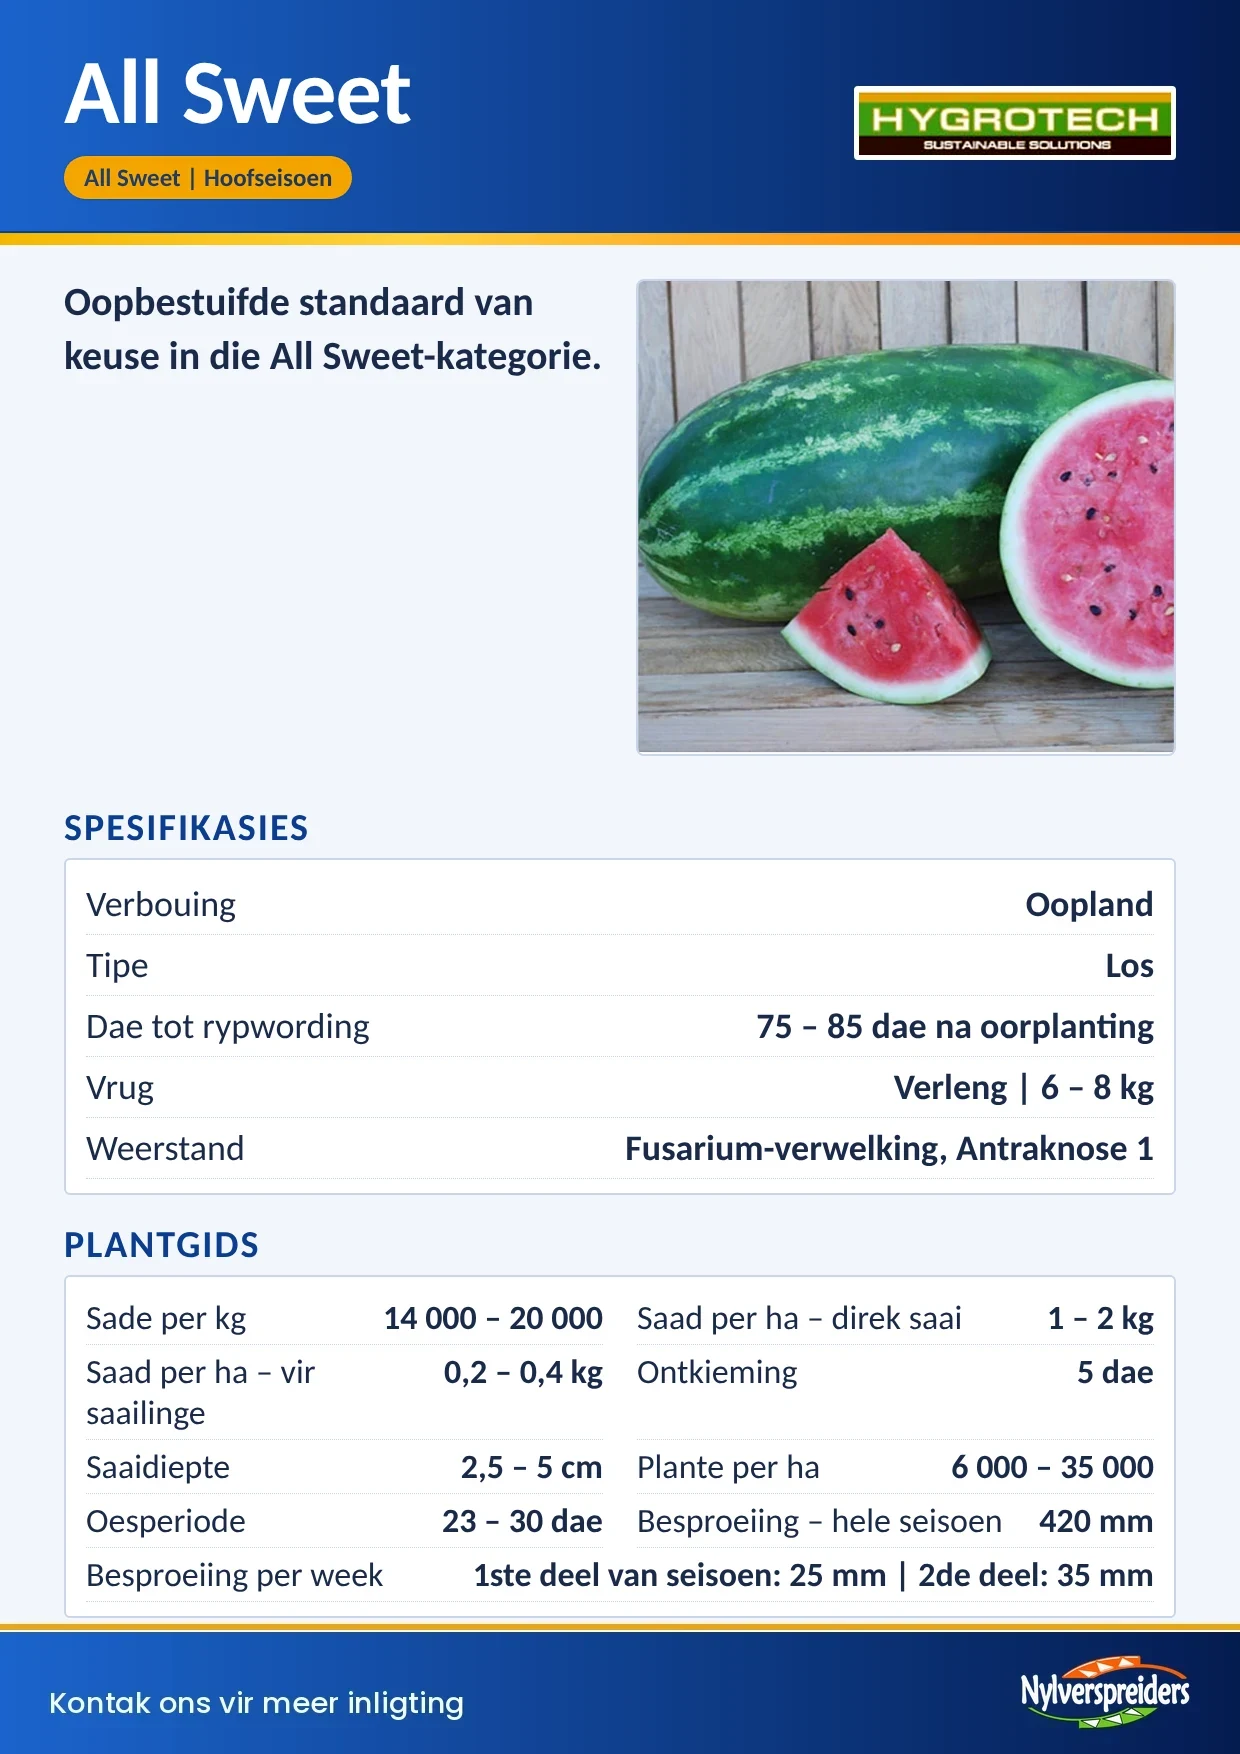 All Sweet
All Sweet | Hoofseisoen
HYGROTECH
SUSTAINABLE SOLUTIONS
Oopbestuifde standaard van
keuse in die All Sweet-kategorie.
SPESIFIKASIES
Verbouing Oopland
Tipe Los
Dae tot rypwording 75 – 85 dae na oorplanting
Vrug Verleng | 6 – 8 kg
Weerstand Fusarium-verwelking, Antraknose 1
PLANTGIDS
Sade per kg 14 000 – 20 000 Saad per ha – direk saai 1 – 2 kg
Saad per ha – vir 0,2 – 0,4 kg Ontkieming 5 dae
saailinge
Saaidiepte 2,5 – 5 cm Plante per ha 6 000 – 35 000
Oesperiode 23 – 30 dae Besproeiing – hele seisoen 420 mm
Besproeiing per week 1ste deel van seisoen: 25 mm | 2de deel: 35 mm
Kontak ons vir meer inligting
Nylverspreiders